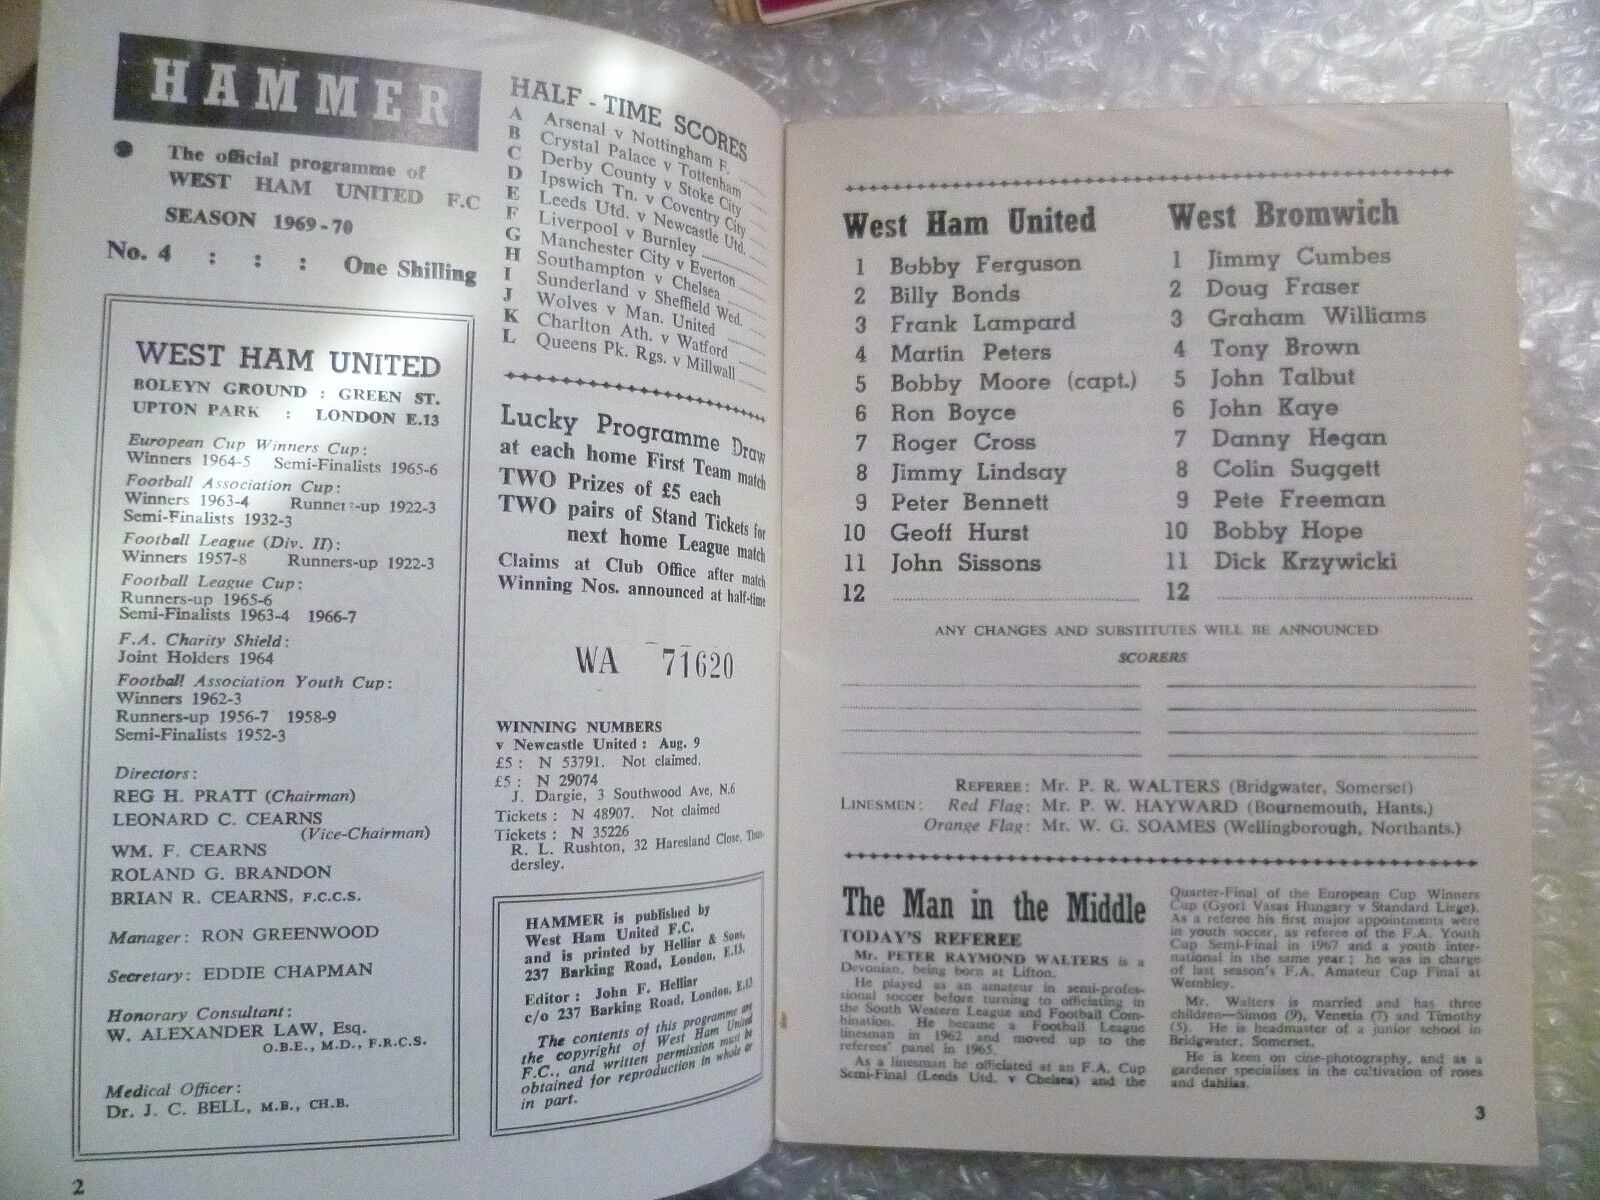 HAMMER
The official programme of
WEST HAM UNITED F.C
SEASON 1969-70
No. 4 : : : One Shilling
WEST HAM UNITED
BOLEYN GROUND : GREEN ST.
UPTON PARK : LONDON E.13
European Cup Winners Cup:
Winners 1964-5 Semi-Finalists 1965-6
Football Association Cup:
Winners 1963-4 Runners-up 1922-3
Semi-Finalists 1932-3
Football League (Div. II):
Winners 1957-8 Runners-up 1922-3
Football League Cup:
Runners-up 1965-6
Semi-Finalists 1963-4 1966-7
F.A. Charity Shield:
Joint Holders 1964
Football Association Youth Cup:
Winners 1962-3
Runners-up 1956-7 1958-9
Semi-Finalists 1952-3
Directors:
REG H. PRATT (Chairman)
LEONARD C. CEARNS
(Vice-Chairman)
WM. F. CEARNS
ROLAND G. BRANDON
BRIAN R. CEARNS, F.C.C.S.
Manager: RON GREENWOOD
Secretary: EDDIE CHAPMAN
Honorary Consultant:
W. ALEXANDER LAW, Esq.
O.B.E., M.D., F.R.C.S.
Medical Officer:
Dr. J. C. BELL, M.B., CH.B.
2
HALF-TIME SCORES
A Arsenal v Nottingham F.
B Crystal Palace v Tottenham
C Derby County v Stoke City
D Ipswich Tn. v Coventry City
E Leeds Utd. v Newcastle Utd.
F Liverpool v Burnley
G Manchester City v Everton
H Southampton v Chelsea
I Sunderland v Sheffield Wed.
J Wolves v Man. United
K Charlton Ath. v Watford
L Queens Pk. Rgs. v Millwall
Lucky Programme Draw
at each home First Team match
TWO Prizes of £5 each
TWO pairs of Stand Tickets for
next home League match
Claims at Club Office after match
Winning Nos. announced at half-time
WA 71620
WINNING NUMBERS
v Newcastle United: Aug. 9
£5: N 53791. Not claimed.
£5: N 29074
J. Dargie, 3 Southwood Ave, N.6
Tickets: N 48907. Not claimed
Tickets: N 35226
R. L. Rushton, 32 Haresland Close, Thun-
dersley.
HAMMER is published by
West Ham United F.C.
and is printed by Helliar & Sons,
237 Barking Road, London, E.13.
Editor: John F. Helliar
c/o 237 Barking Road, London, E.13
The contents of this programme are
the copyright of West Ham United
F.C., and written permission must be
obtained for reproduction in whole or
in part.
West Ham United
1 Bobby Ferguson
2 Billy Bonds
3 Frank Lampard
4 Martin Peters
5 Bobby Moore (capt.)
6 Ron Boyce
7 Roger Cross
8 Jimmy Lindsay
9 Peter Bennett
10 Geoff Hurst
11 John Sissons
12
West Bromwich
1 Jimmy Cumbes
2 Doug Fraser
3 Graham Williams
4 Tony Brown
5 John Talbut
6 John Kaye
7 Danny Hegan
8 Colin Suggett
9 Pete Freeman
10 Bobby Hope
11 Dick Krzywicki
12
ANY CHANGES AND SUBSTITUTES WILL BE ANNOUNCED
SCORERS
REFEREE: Mr. P. R. WALTERS (Bridgwater, Somerset)
LINESMEN: Red Flag: Mr. P. W. HAYWARD (Bournemouth, Hants.)
Orange Flag: Mr. W. G. SOAMES (Wellingborough, Northants.)
The Man in the Middle
TODAY'S REFEREE
Mr. PETER RAYMOND WALTERS is a
Devonian, being born at Lifton.
He played as an amateur in semi-profes-
sional soccer before turning to officiating in
the South Western League and Football Com-
bination. He became a Football League
linesman in 1962 and moved up to the
referees' panel in 1965.
As a linesman he officiated at an F.A. Cup
Semi-Final (Leeds Utd. v Chelsea) and the
Quarter-Final of the European Cup Winners
Cup (Gyori Vasas Hungary v Standard Liege).
As a referee his first major appointments were
in youth soccer, as referee of the F.A. Youth
Cup Semi-Final in 1967 and a youth inter-
national in the same year; he was in charge
of last season's F.A. Amateur Cup Final at
Wembley.
Mr. Walters is married and has three
children—Simon (9), Venetia (7) and Timothy
(5). He is headmaster of a junior school in
Bridgwater, Somerset.
He is keen on cine-photography, and as a
gardener specialises in the cultivation of roses
and dahlias.
3